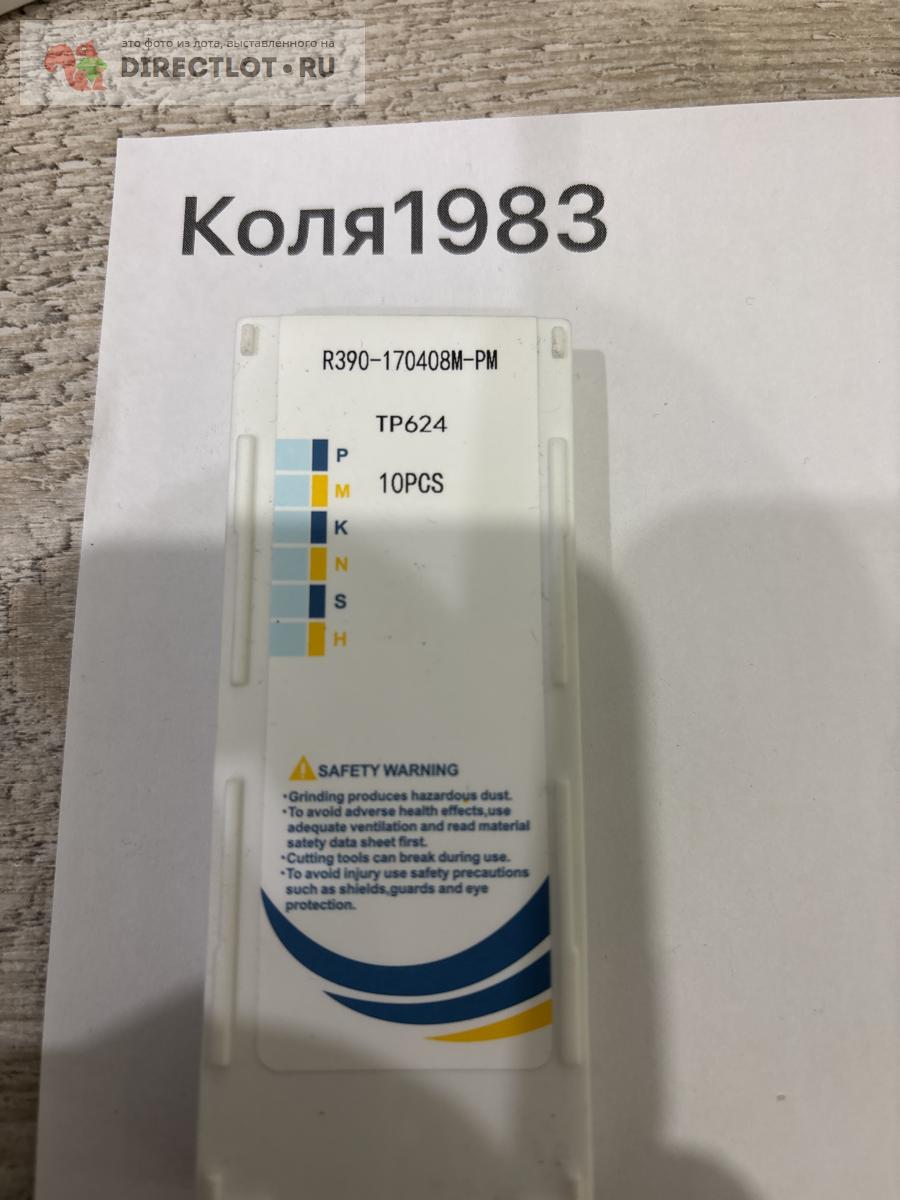 это фото из лота, выставленного на
DIRECTLOT.RU
Коля1983
R390-170408M-PM
TP624
10PCS
P
M
K
N
S
H
SAFETY WARNING
•Grinding produces hazardous dust.
•To avoid adverse health effects,use
adequate ventilation and read material
satety data sheet first.
•Cutting tools can break during use.
•To avoid injury use safety precautions
such as shields,guards and eye
protection.